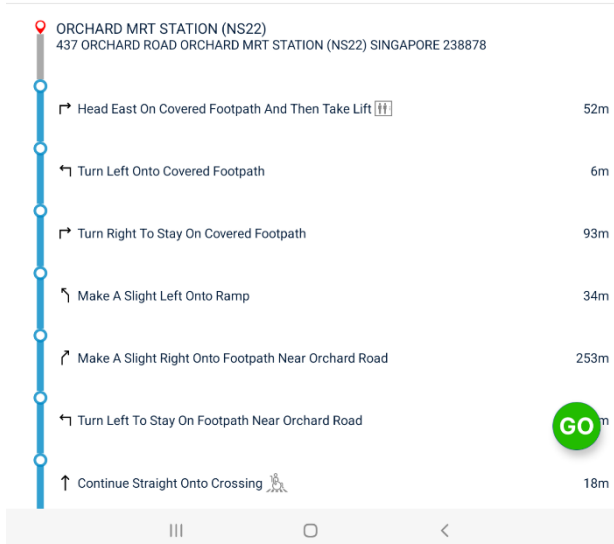 ORCHARD MRT STATION (NS22)
437 ORCHARD ROAD ORCHARD MRT STATION (NS22) SINGAPORE 238878
Head East On Covered Footpath And Then Take Lift 52m
Turn Left Onto Covered Footpath 6m
Turn Right To Stay On Covered Footpath 93m
Make A Slight Left Onto Ramp 34m
Make A Slight Right Onto Footpath Near Orchard Road 253m
Turn Left To Stay On Footpath Near Orchard Road
GO
Continue Straight Onto Crossing 18m